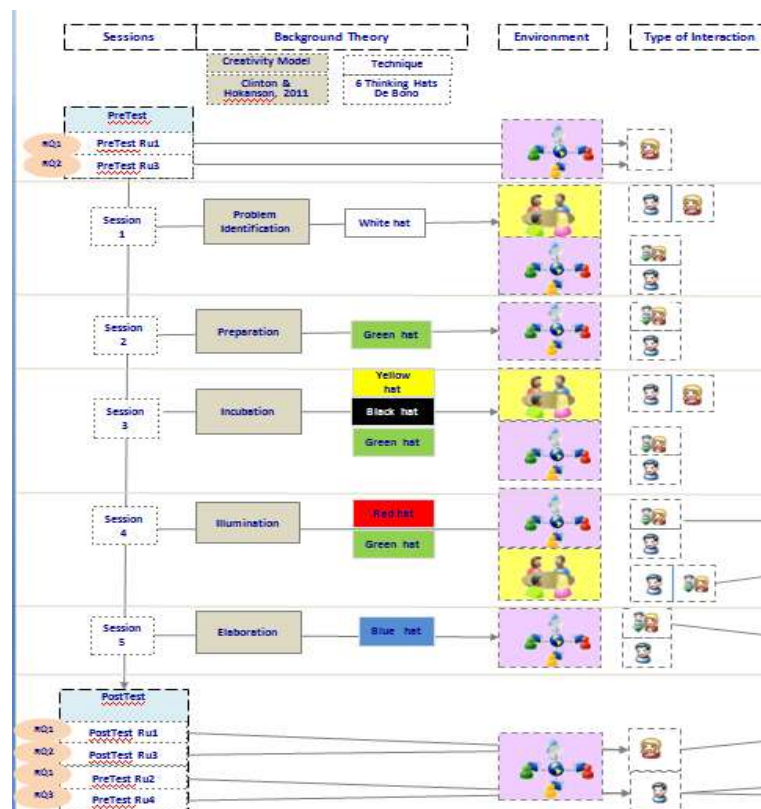 Sessions
Background Theory
Environment
Type of Interaction
Creativity Model
Technique
Clinton &
Hokanson, 2011
6 Thinking Hats
De Bono
PreTest
RQ1
PreTest Ru1
RQ2
PreTest Ru3
Session
1
Problem
Identification
White hat
Session
2
Preparation
Green hat
Session
3
Incubation
Yellow
hat
Black hat
Green hat
Session
4
Illumination
Red hat
Green hat
Session
5
Elaboration
Blue hat
PostTest
RQ1
PostTest Ru1
RQ2
PostTest Ru3
RQ1
PreTest Ru2
RQ3
PreTest Ru4